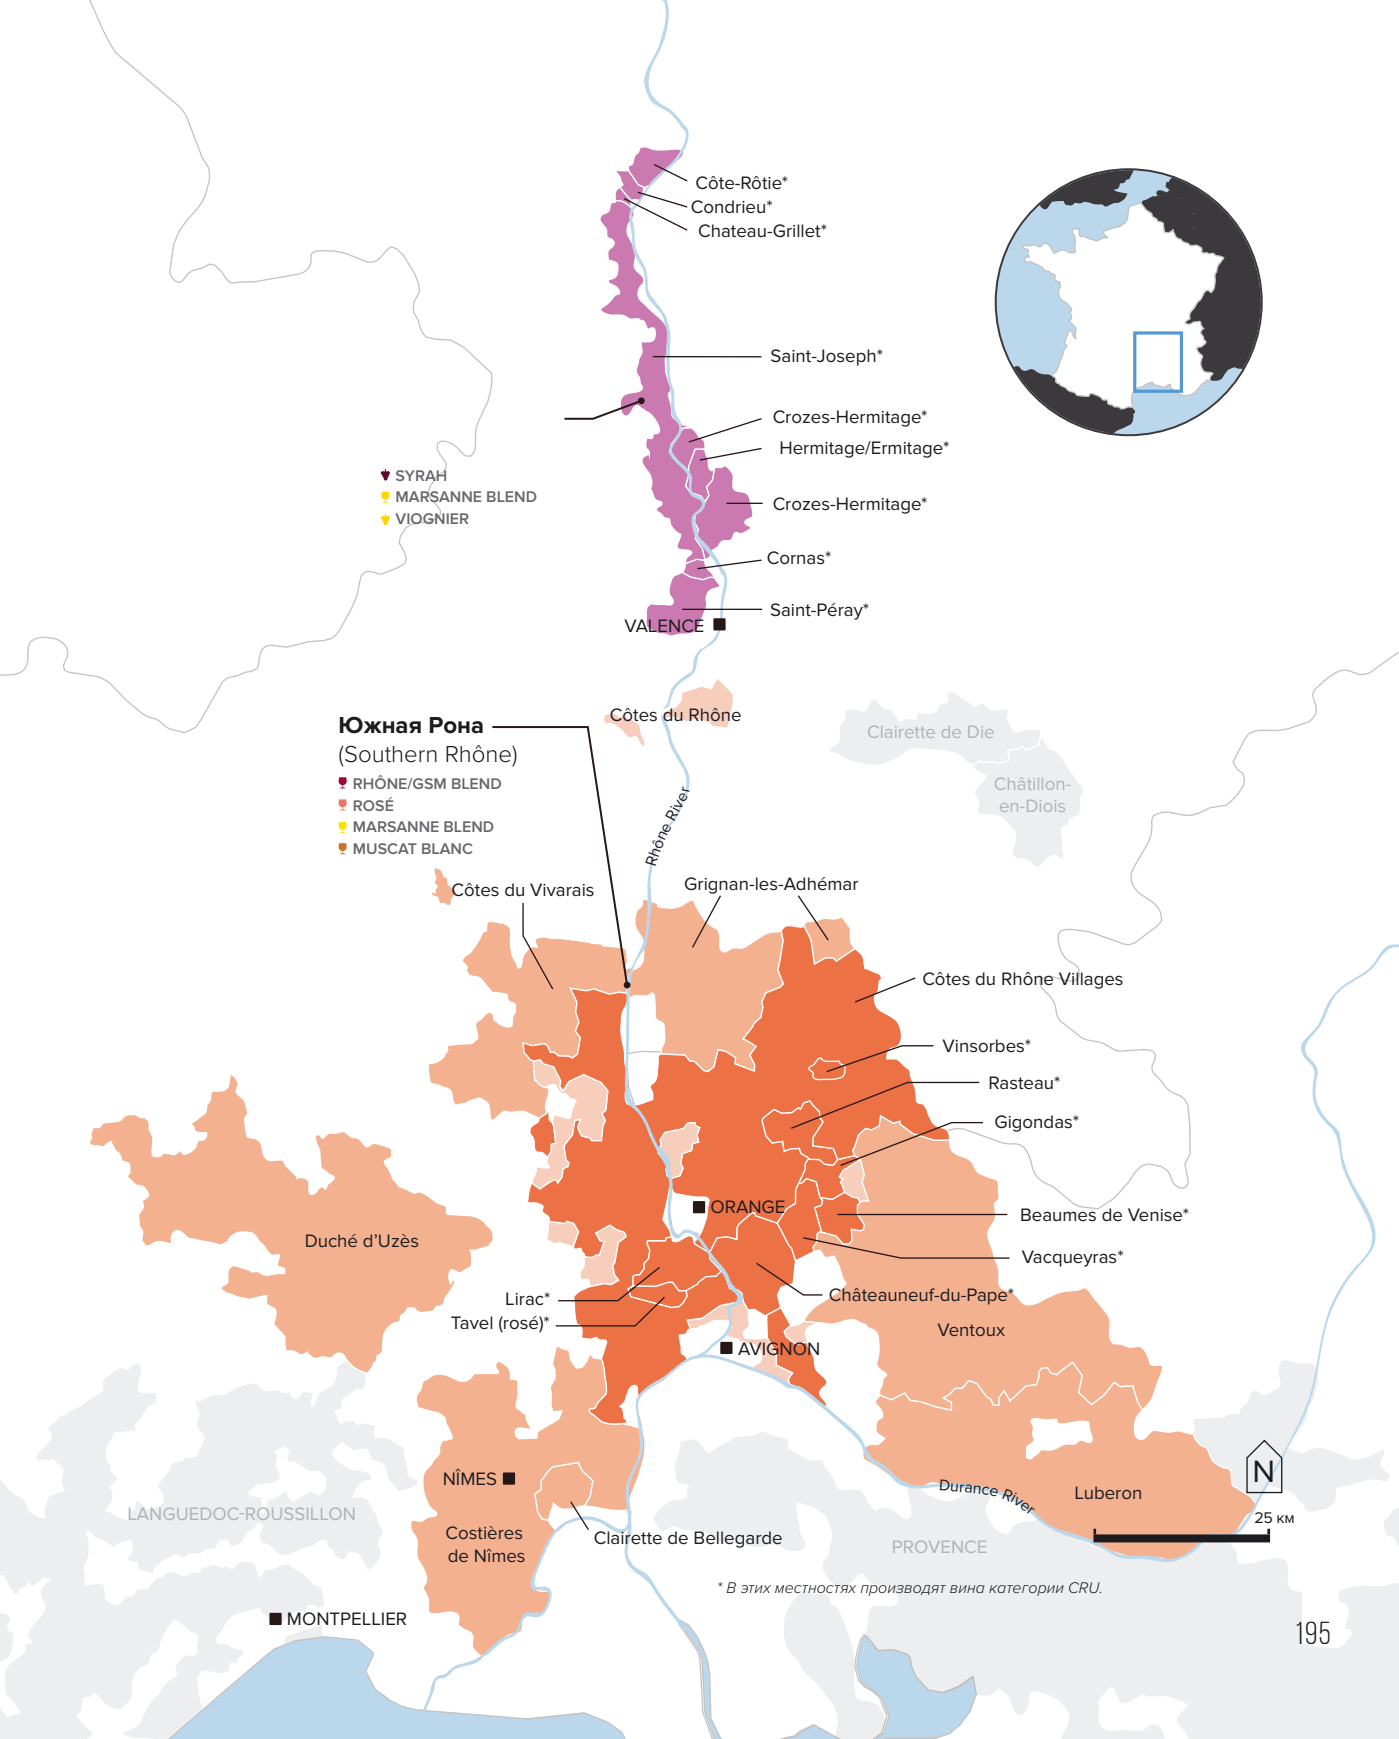 Côte-Rôtie*
Condrieu*
Chateau-Grillet*
Saint-Joseph*
Crozes-Hermitage*
Hermitage/Ermitage*
SYRAH
MARSANNE BLEND
VIOGNIER
Crozes-Hermitage*
Cornas*
Saint-Péray*
VALENCE
Côtes du Rhône
Южная Рона
(Southern Rhône)
RHÔNE/GSM BLEND
ROSÉ
MARSANNE BLEND
MUSCAT BLANC
Clairette de Die
Châtillon-
en-Diois
Rhône River
Côtes du Vivarais
Grignan-les-Adhémar
Côtes du Rhône Villages
Vinsorbes*
Rasteau*
Gigondas*
ORANGE
Beaumes de Venise*
Duché d'Uzès
Vacqueyras*
Lirac*
Châteauneuf-du-Pape*
Tavel (rosé)*
Ventoux
AVIGNON
NÎMES
LANGUEDOC-ROUSSILLON
Costières
de Nîmes
Clairette de Bellegarde
Durance River
Luberon
N
25 км
PROVENCE
* В этих местностях производят вина категории CRU.
MONTPELLIER
195